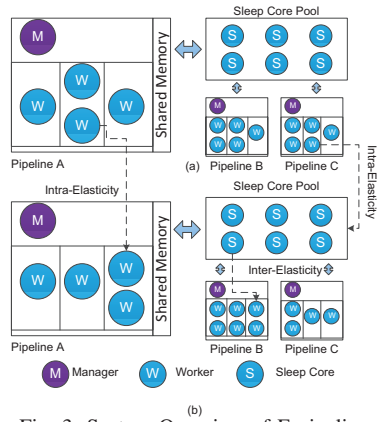 Sleep Core Pool
M
S S S
W
W W
S S S
W
Shared Memory
M
M
W W W
W W W
W W
W W
Pipeline A
(a)
Pipeline B
Pipeline C
Intra-Elasticity
Intra-Elasticity
Sleep Core Pool
M
S S S
S S S
Shared Memory
Inter-Elasticity
W W W
W
M
M
W W W
W W W
W W W
W
Pipeline A
Pipeline B
Pipeline C
M Manager
W Worker
S Sleep Core
(b)